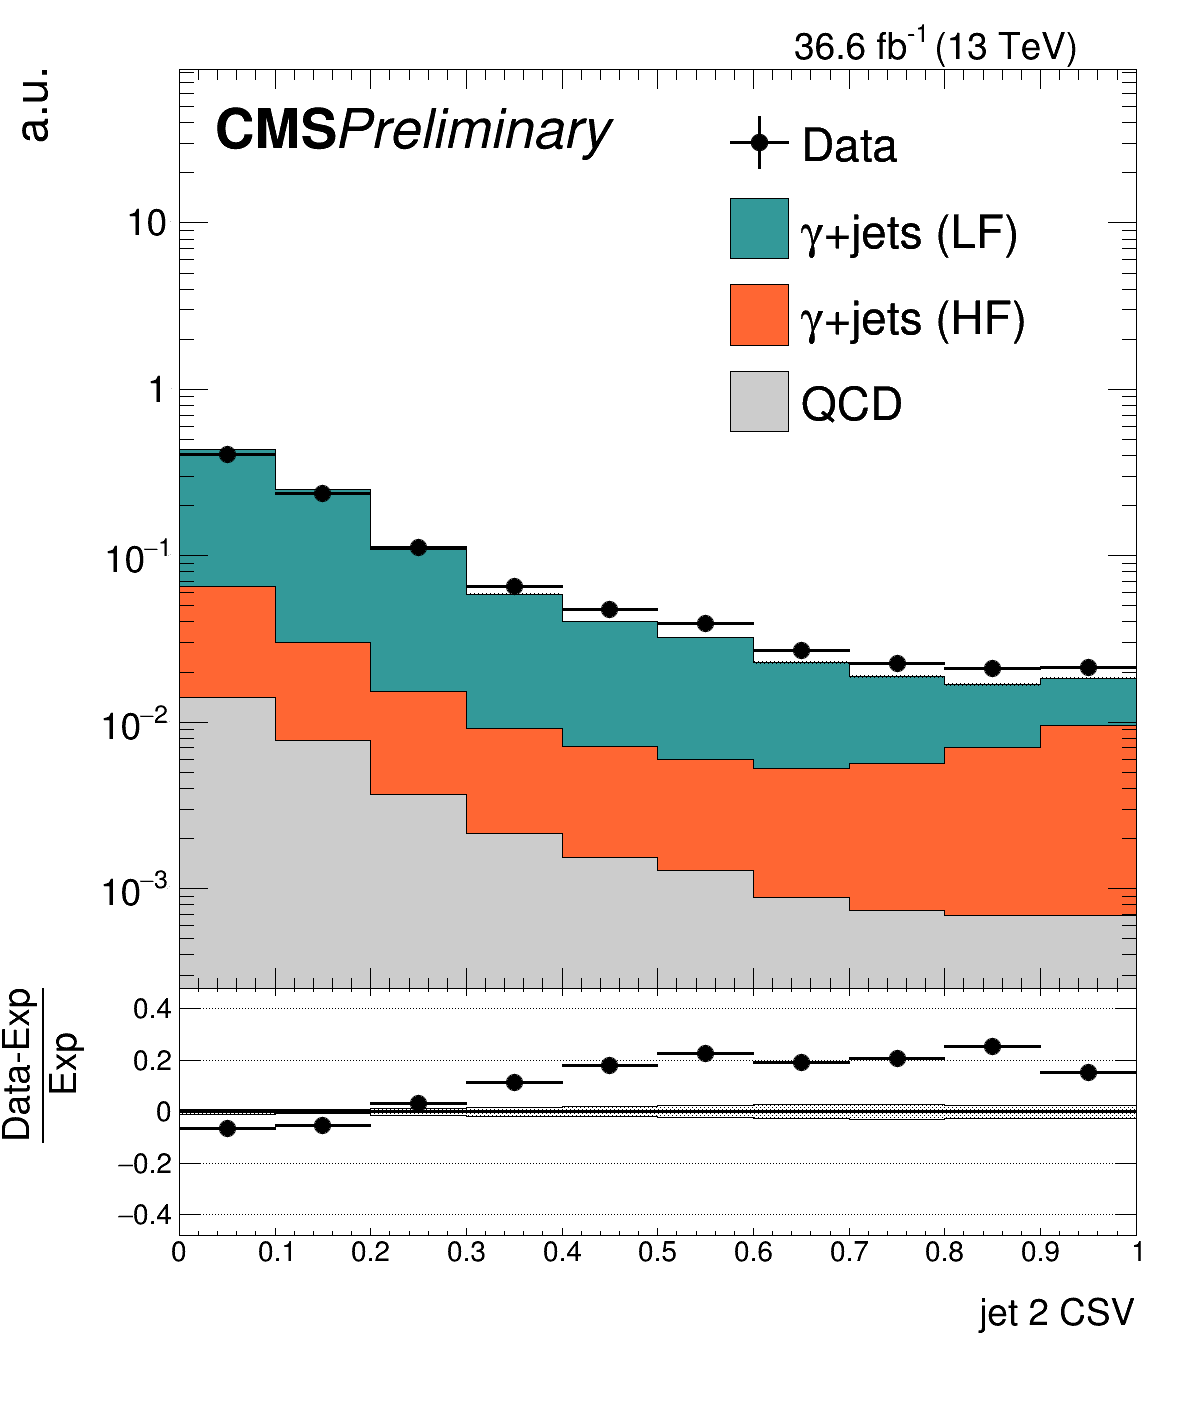 36.6 fb⁻¹ (13 TeV)
a.u.
CMS Preliminary
Data
γ+jets (LF)
γ+jets (HF)
QCD
10
1
10⁻¹
10⁻²
10⁻³
Data-Exp
Exp
0.4
0.2
0
−0.2
−0.4
0 0.1 0.2 0.3 0.4 0.5 0.6 0.7 0.8 0.9 1
jet 2 CSV